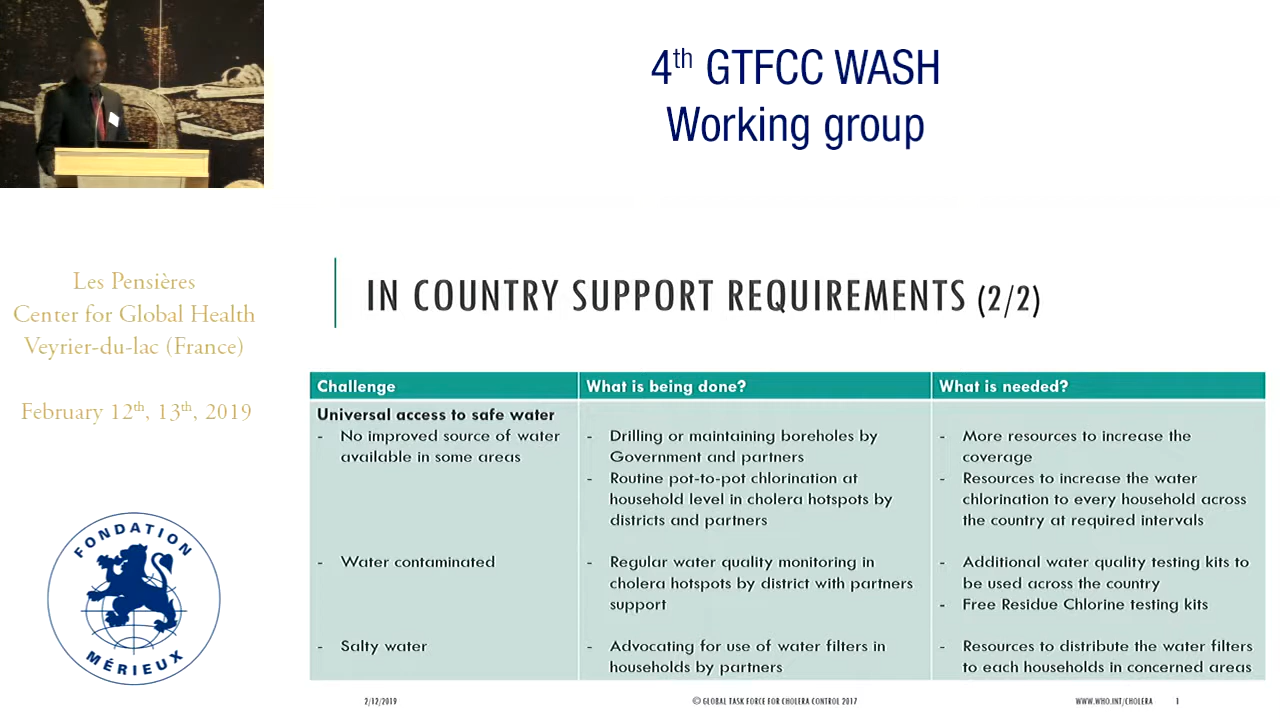 4th GTFCC WASH
Working group
Les Pensières
Center for Global Health
Veyrier-du-lac (France)
February 12th, 13th, 2019
FONDATION
MÉRIEUX
IN COUNTRY SUPPORT REQUIREMENTS (2/2)
Challenge
What is being done?
What is needed?
Universal access to safe water
- No improved source of water
available in some areas
- Drilling or maintaining boreholes by
Government and partners
- Routine pot-to-pot chlorination at
household level in cholera hotspots by
districts and partners
- More resources to increase the
coverage
- Resources to increase the water
chlorination to every household across
the country at required intervals
- Water contaminated
- Regular water quality monitoring in
cholera hotspots by district with partners
support
- Additional water quality testing kits to
be used across the country
- Free Residue Chlorine testing kits
- Salty water
- Advocating for use of water filters in
households by partners
- Resources to distribute the water filters
to each households in concerned areas
2/12/2019
© GLOBAL TASK FORCE FOR CHOLERA CONTROL 2017
WWW.WHO.INT/CHOLERA
1